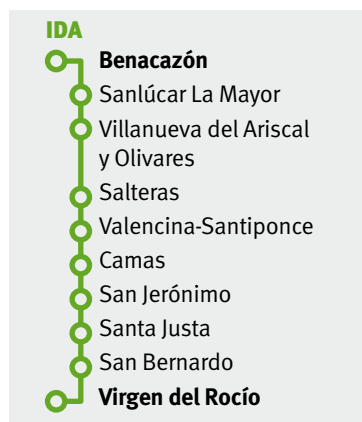 IDA
Benacazón
Sanlúcar La Mayor
Villanueva del Ariscal
y Olivares
Salteras
Valencina-Santiponce
Camas
San Jerónimo
Santa Justa
San Bernardo
Virgen del Rocío